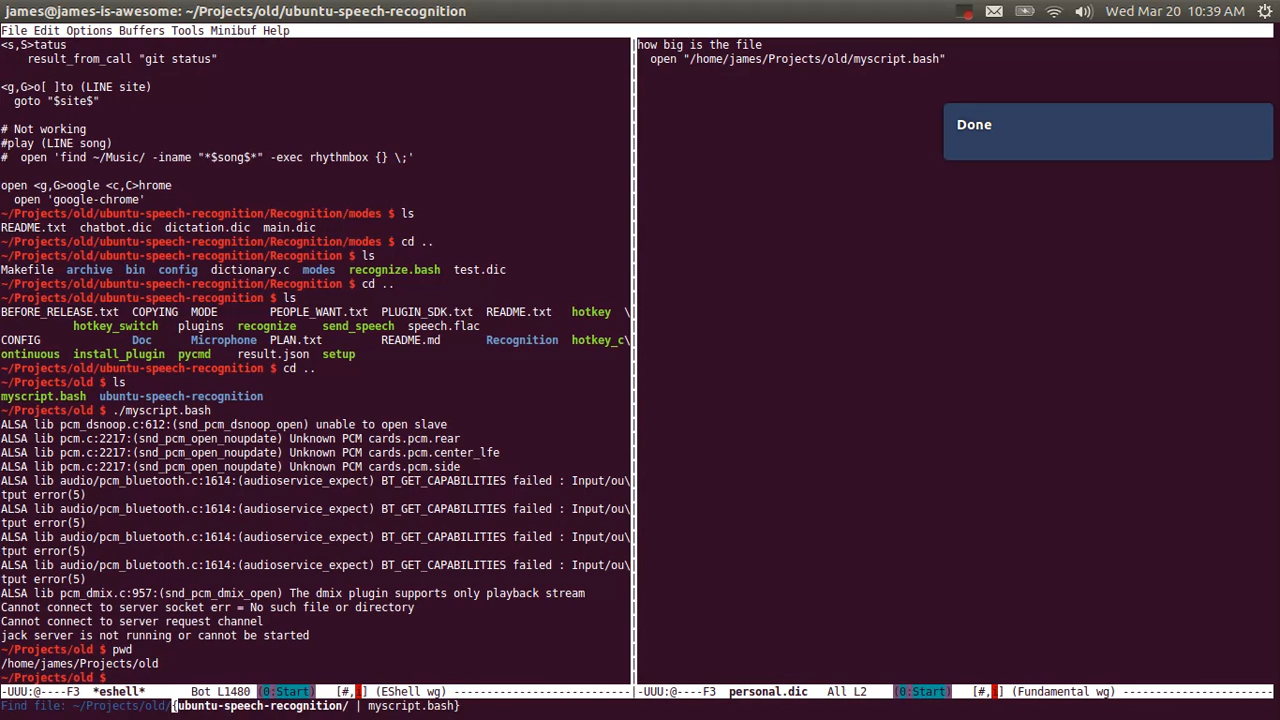 james@james-is-awesome: ~/Projects/old/ubuntu-speech-recognition
Wed Mar 20 10:39 AM
File Edit Options Buffers Tools Minibuf Help
<s,S>tatus
    result_from_call "git status"
<g,G>o[ ]to (LINE site)
  goto "$site$"
# Not working
#play (LINE song)
#  open 'find ~/Music/ -iname "*$song$*" -exec rhythmbox {} \;'
open <g,G>oogle <c,C>hrome
  open 'google-chrome'
~/Projects/old/ubuntu-speech-recognition/Recognition/modes $ ls
README.txt  chatbot.dic  dictation.dic  main.dic
~/Projects/old/ubuntu-speech-recognition/Recognition/modes $ cd ..
~/Projects/old/ubuntu-speech-recognition/Recognition $ ls
Makefile  archive  bin  config  dictionary.c  modes  recognize.bash  test.dic
~/Projects/old/ubuntu-speech-recognition/Recognition $ cd ..
~/Projects/old/ubuntu-speech-recognition $ ls
BEFORE_RELEASE.txt  COPYING  MODE        PEOPLE_WANT.txt  PLUGIN_SDK.txt  README.txt   hotkey  \
           hotkey_switch   plugins  recognize    send_speech  speech.flac
CONFIG              Doc      Microphone  PLAN.txt         README.md       Recognition  hotkey_c\
ontinuous  install_plugin  pycmd    result.json  setup
~/Projects/old/ubuntu-speech-recognition $ cd ..
~/Projects/old $ ls
myscript.bash  ubuntu-speech-recognition
~/Projects/old $ ./myscript.bash
ALSA lib pcm_dsnoop.c:612:(snd_pcm_dsnoop_open) unable to open slave
ALSA lib pcm.c:2217:(snd_pcm_open_noupdate) Unknown PCM cards.pcm.rear
ALSA lib pcm.c:2217:(snd_pcm_open_noupdate) Unknown PCM cards.pcm.center_lfe
ALSA lib pcm.c:2217:(snd_pcm_open_noupdate) Unknown PCM cards.pcm.side
ALSA lib audio/pcm_bluetooth.c:1614:(audioservice_expect) BT_GET_CAPABILITIES failed : Input/ou\
tput error(5)
ALSA lib audio/pcm_bluetooth.c:1614:(audioservice_expect) BT_GET_CAPABILITIES failed : Input/ou\
tput error(5)
ALSA lib audio/pcm_bluetooth.c:1614:(audioservice_expect) BT_GET_CAPABILITIES failed : Input/ou\
tput error(5)
ALSA lib audio/pcm_bluetooth.c:1614:(audioservice_expect) BT_GET_CAPABILITIES failed : Input/ou\
tput error(5)
ALSA lib pcm_dmix.c:957:(snd_pcm_dmix_open) The dmix plugin supports only playback stream
Cannot connect to server socket err = No such file or directory
Cannot connect to server request channel
jack server is not running or cannot be started
~/Projects/old $ pwd
/home/james/Projects/old
~/Projects/old $
-UUU:@----F3  *eshell*       Bot L1480  (0:Start)    [#, ] (EShell wg) ---------------------------
how big is the file
  open "/home/james/Projects/old/myscript.bash"
Done
-UUU:@----F3  personal.dic   All L2    (0:Start)    [#, ] (Fundamental wg) ------------------------
Find file: ~/Projects/old/{ubuntu-speech-recognition/ | myscript.bash}